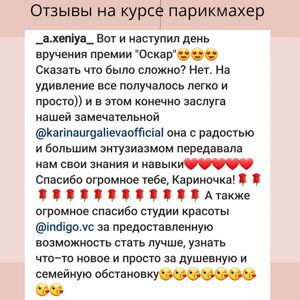 Отзывы на курсе парикмахер
_a.xeniya_ Вот и наступил день
вручения премии "Оскар"😍😍😍
Сказать что было сложно? Нет. На
удивление все получалось легко и
просто)) и в этом конечно заслуга
нашей замечательной
@karinaurgalievaofficial она с радостью
и большим энтузиазмом передавала
нам свои знания и навыки❤❤❤❤❤
Спасибо огромное тебе, Кариночка!🌹🌹
🌹🌹🌹🌹🌹🌹🌹🌹🌹🌹🌹 А также
огромное спасибо студии красоты
@indigo.vc за предоставленную
возможность стать лучше, узнать
что-то новое и просто за душевную и
семейную обстановку😘😘😘😘😘😘😘
😘😘